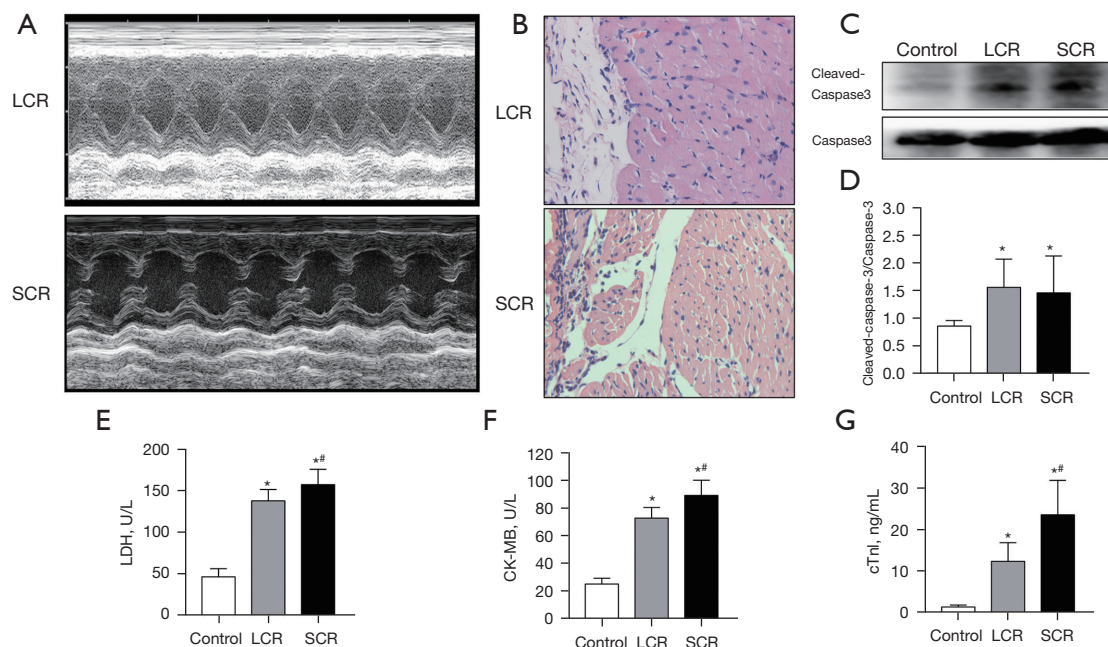 A
LCR
SCR
B
LCR
SCR
C
Control LCR SCR
Cleaved-
Caspase3
Caspase3
D
Cleaved-caspase-3/Caspase-3
3.0
2.5
2.0
1.5
1.0
0.5
0.0
*
*
Control LCR SCR
E
LDH, U/L
200
150
100
50
0
*
*#
Control LCR SCR
F
CK-MB, U/L
120
100
80
60
40
20
0
*
*#
Control LCR SCR
G
cTnI, ng/mL
40
30
20
10
0
*
*#
Control LCR SCR